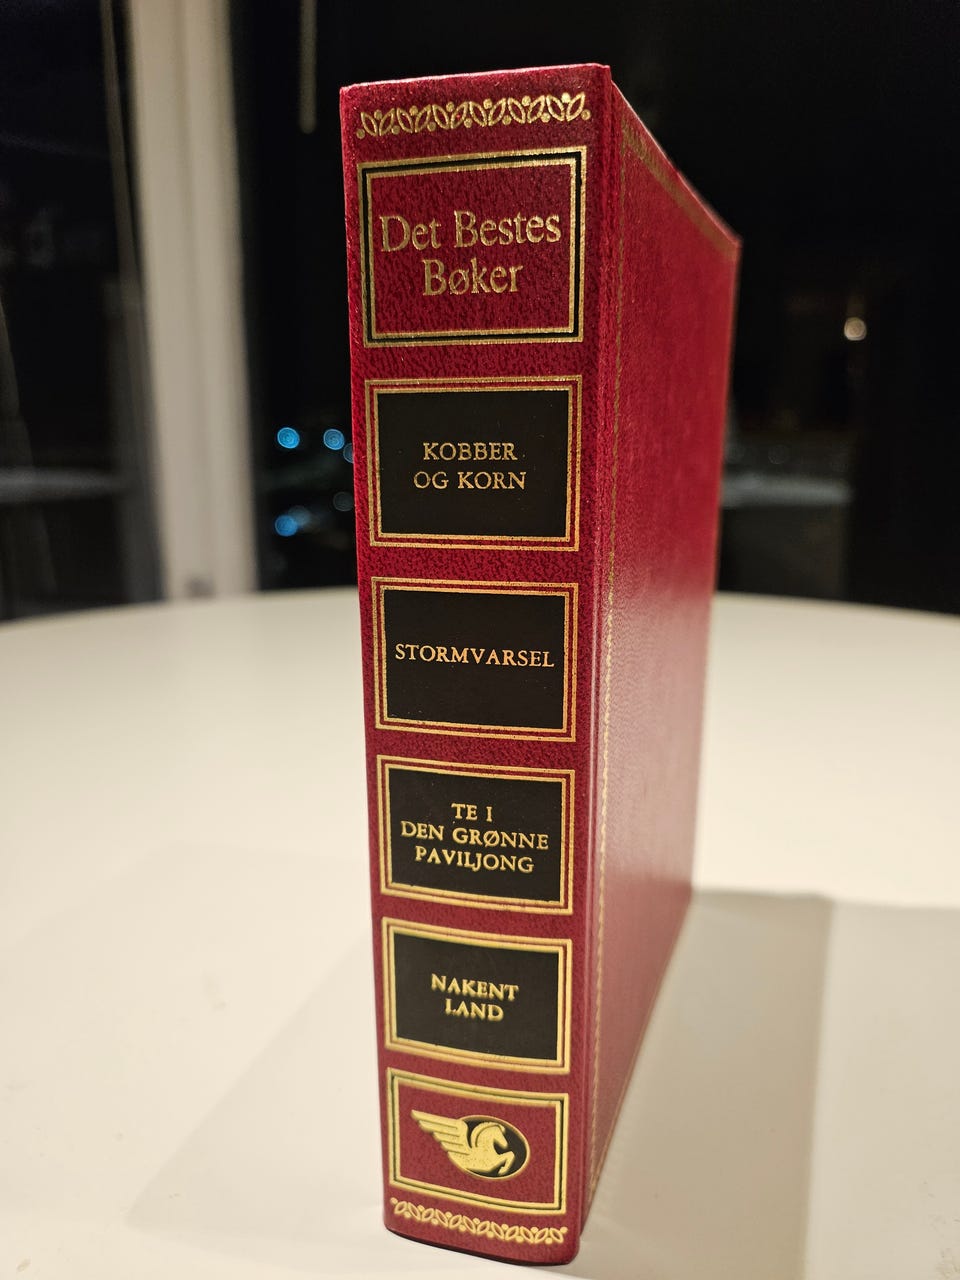 Det Bestes
Bøker
KOBBER
OG KORN
STORMVARSEL
TE I
DEN GRØNNE
PAVILJONG
NAKENT
LAND